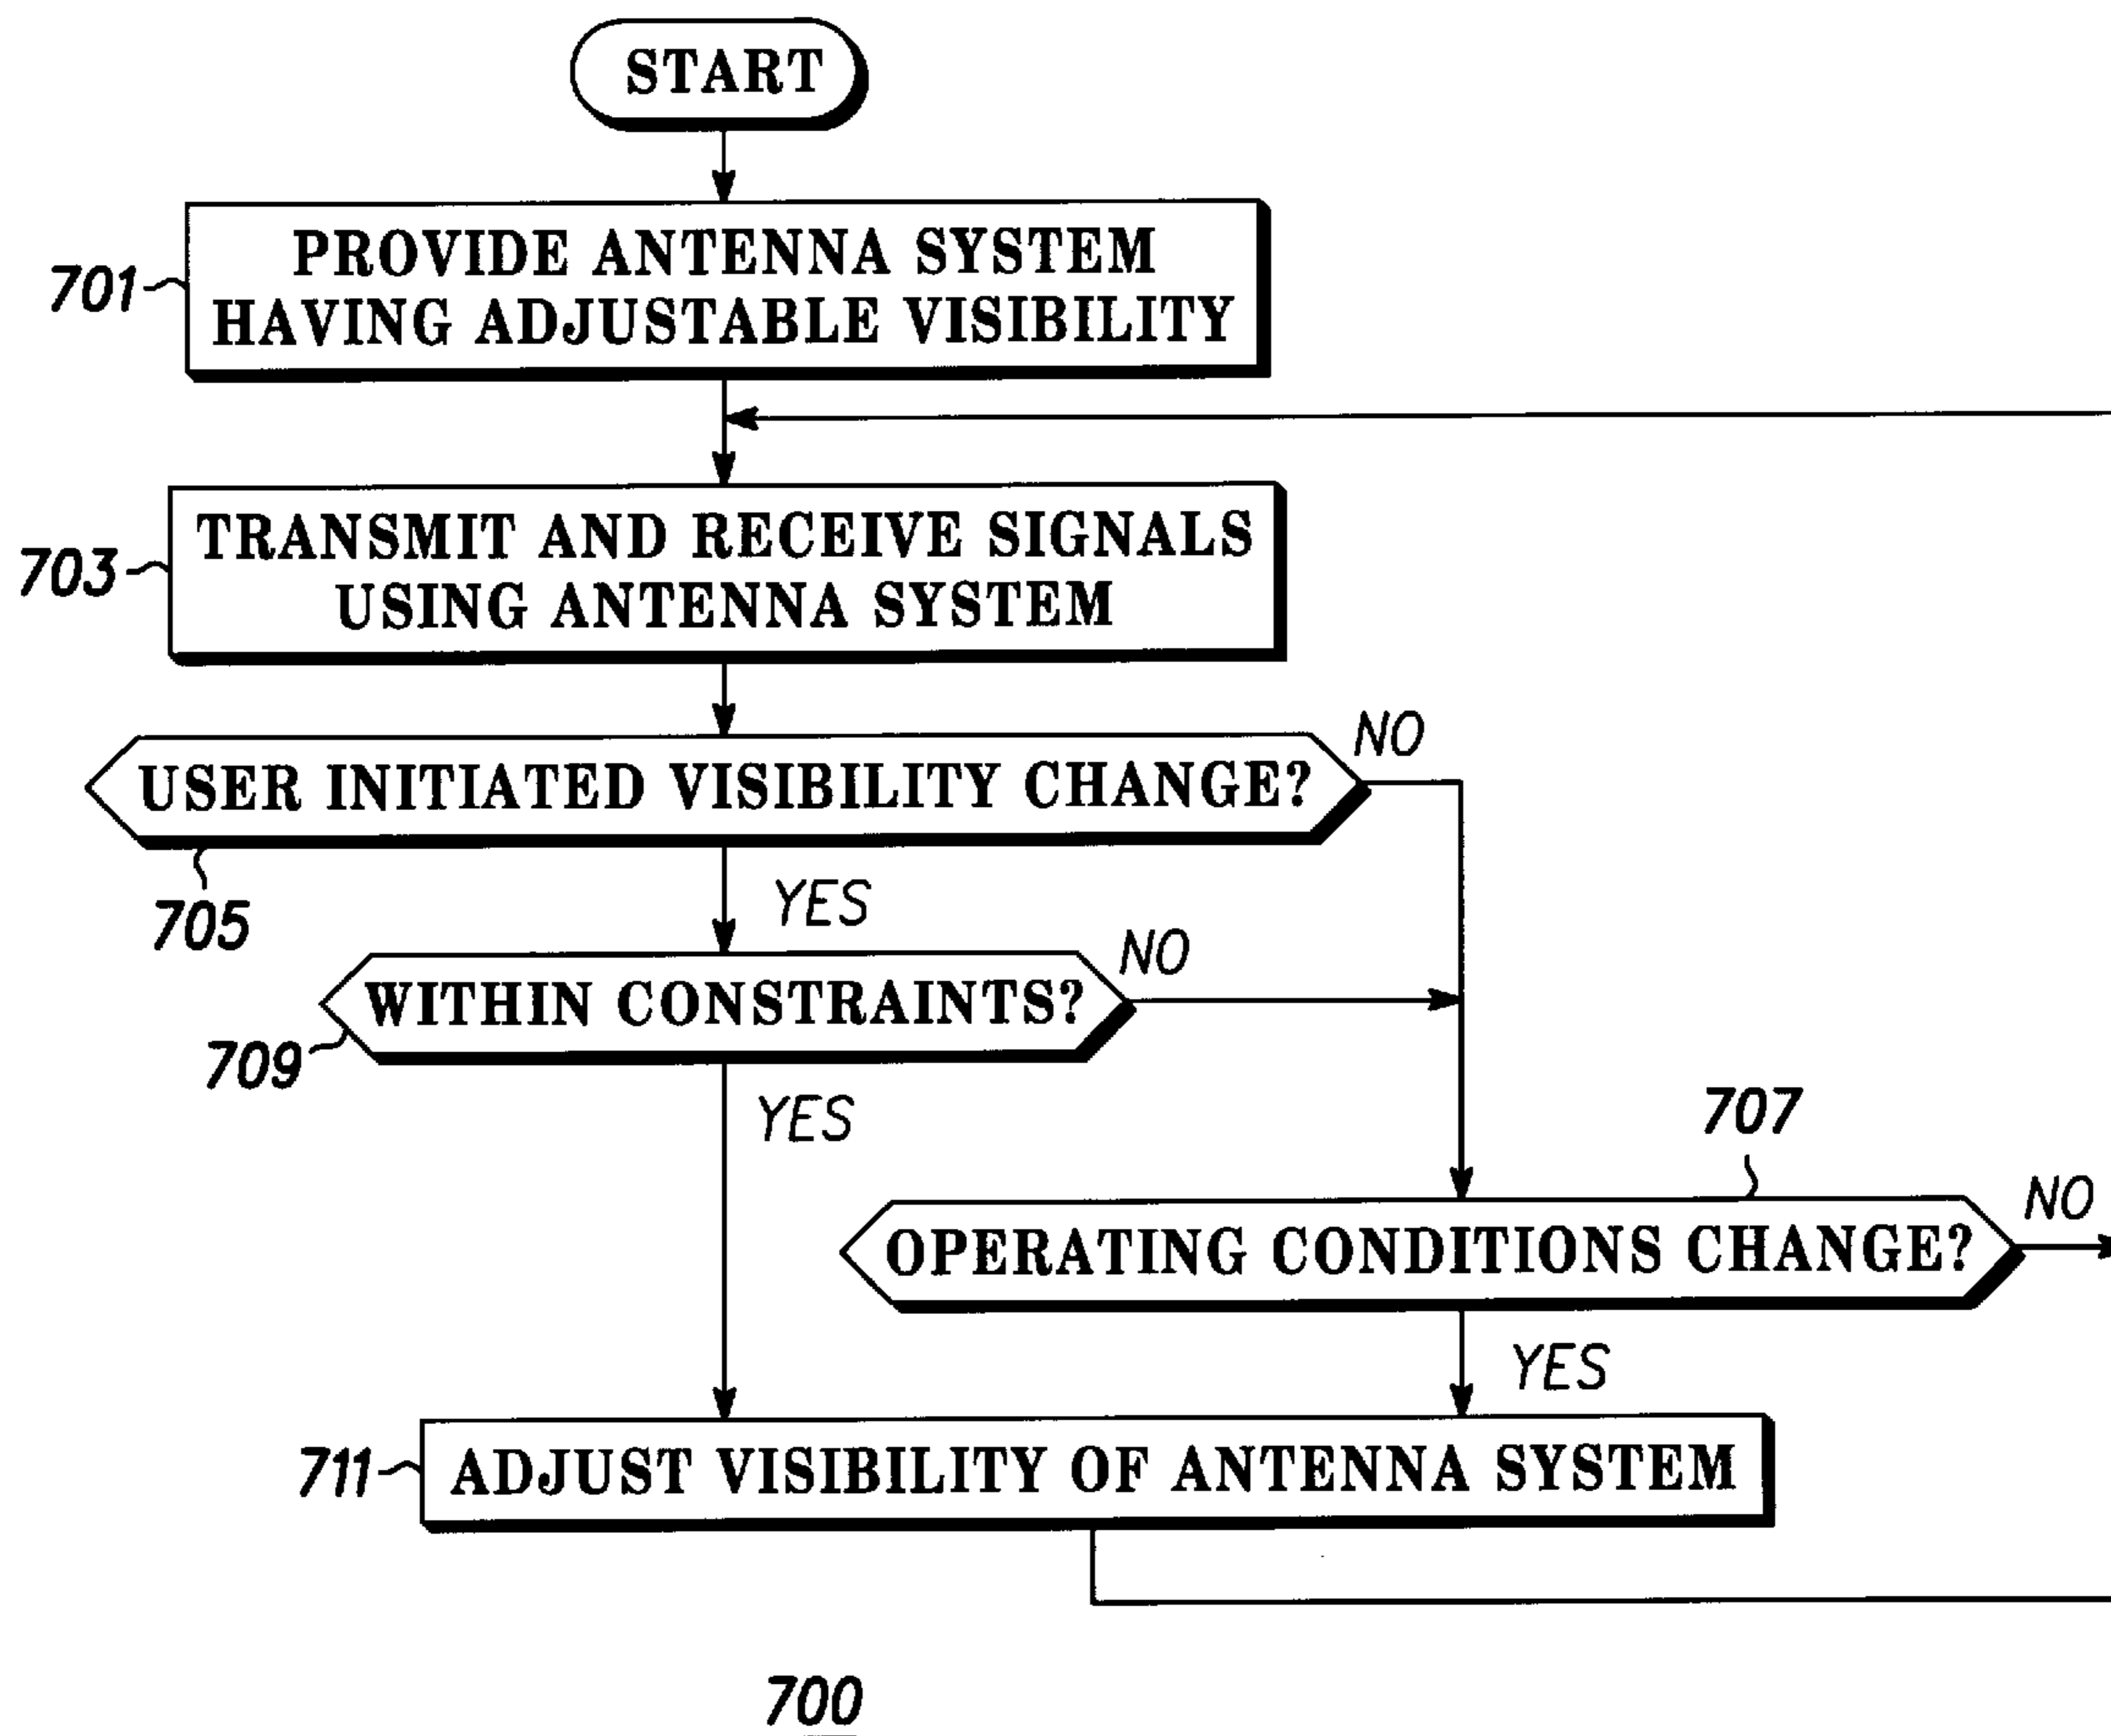 START
701
PROVIDE ANTENNA SYSTEM
HAVING ADJUSTABLE VISIBILITY
703
TRANSMIT AND RECEIVE SIGNALS
USING ANTENNA SYSTEM
USER INITIATED VISIBILITY CHANGE?
NO
705
YES
WITHIN CONSTRAINTS?
NO
709
YES
707
OPERATING CONDITIONS CHANGE?
NO
YES
711
ADJUST VISIBILITY OF ANTENNA SYSTEM
700